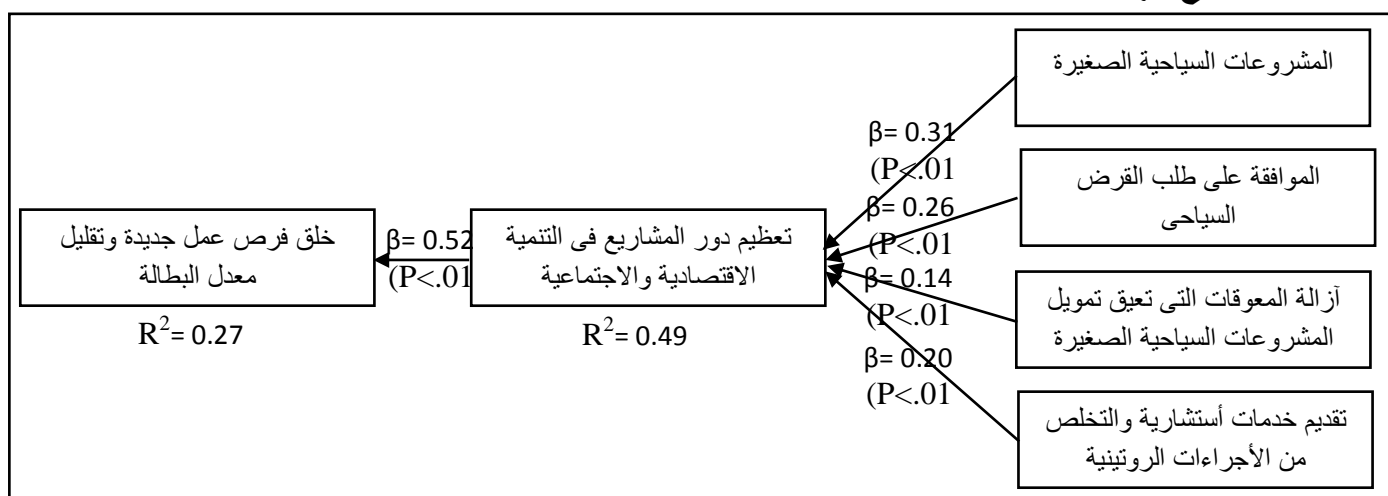 المشروعات السياحية الصغيرة
β= 0.31
(P<.01
الموافقة على طلب القرض
السياحى
β= 0.26
(P<.01
تعظيم دور المشاريع فى التنمية
الاقتصادية والاجتماعية
R²= 0.49
β= 0.52
(P<.01
خلق فرص عمل جديدة وتقليل
معدل البطالة
R²= 0.27
آزالة المعوقات التى تعيق تمويل
المشروعات السياحية الصغيرة
β= 0.14
(P<.01
تقديم خدمات أستشارية والتخلص
من الأجراءات الروتينية
β= 0.20
(P<.01